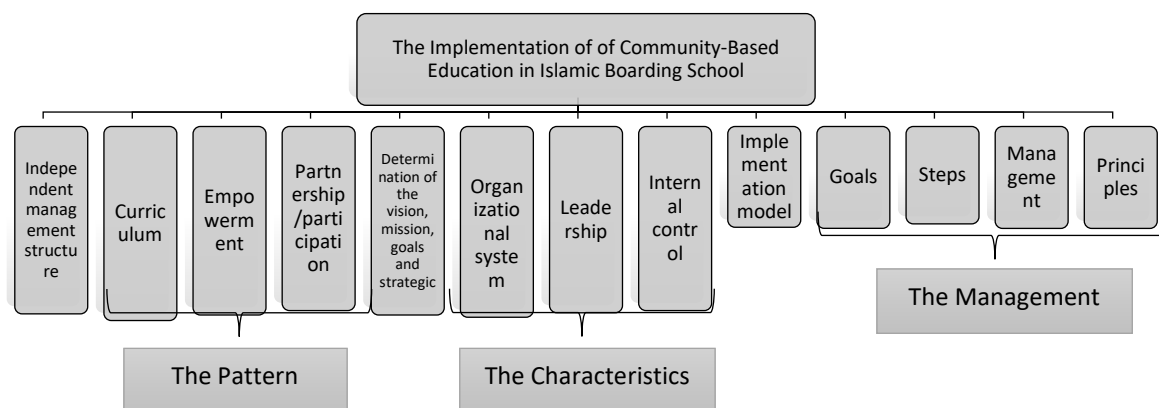 The Implementation of of Community-Based
Education in Islamic Boarding School
Indepe
ndent
manag
ement
structu
re
Curric
ulum
Empo
werm
ent
Partn
ership
/parti
cipati
on
Determi
nation of
the
vision,
mission,
goals
and
strategic
Organ
izatio
nal
syste
m
Leade
rship
Intern
al
contr
ol
Imple
ment
ation
model
Goals
Steps
Mana
geme
nt
Princi
ples
The Pattern
The Characteristics
The Management